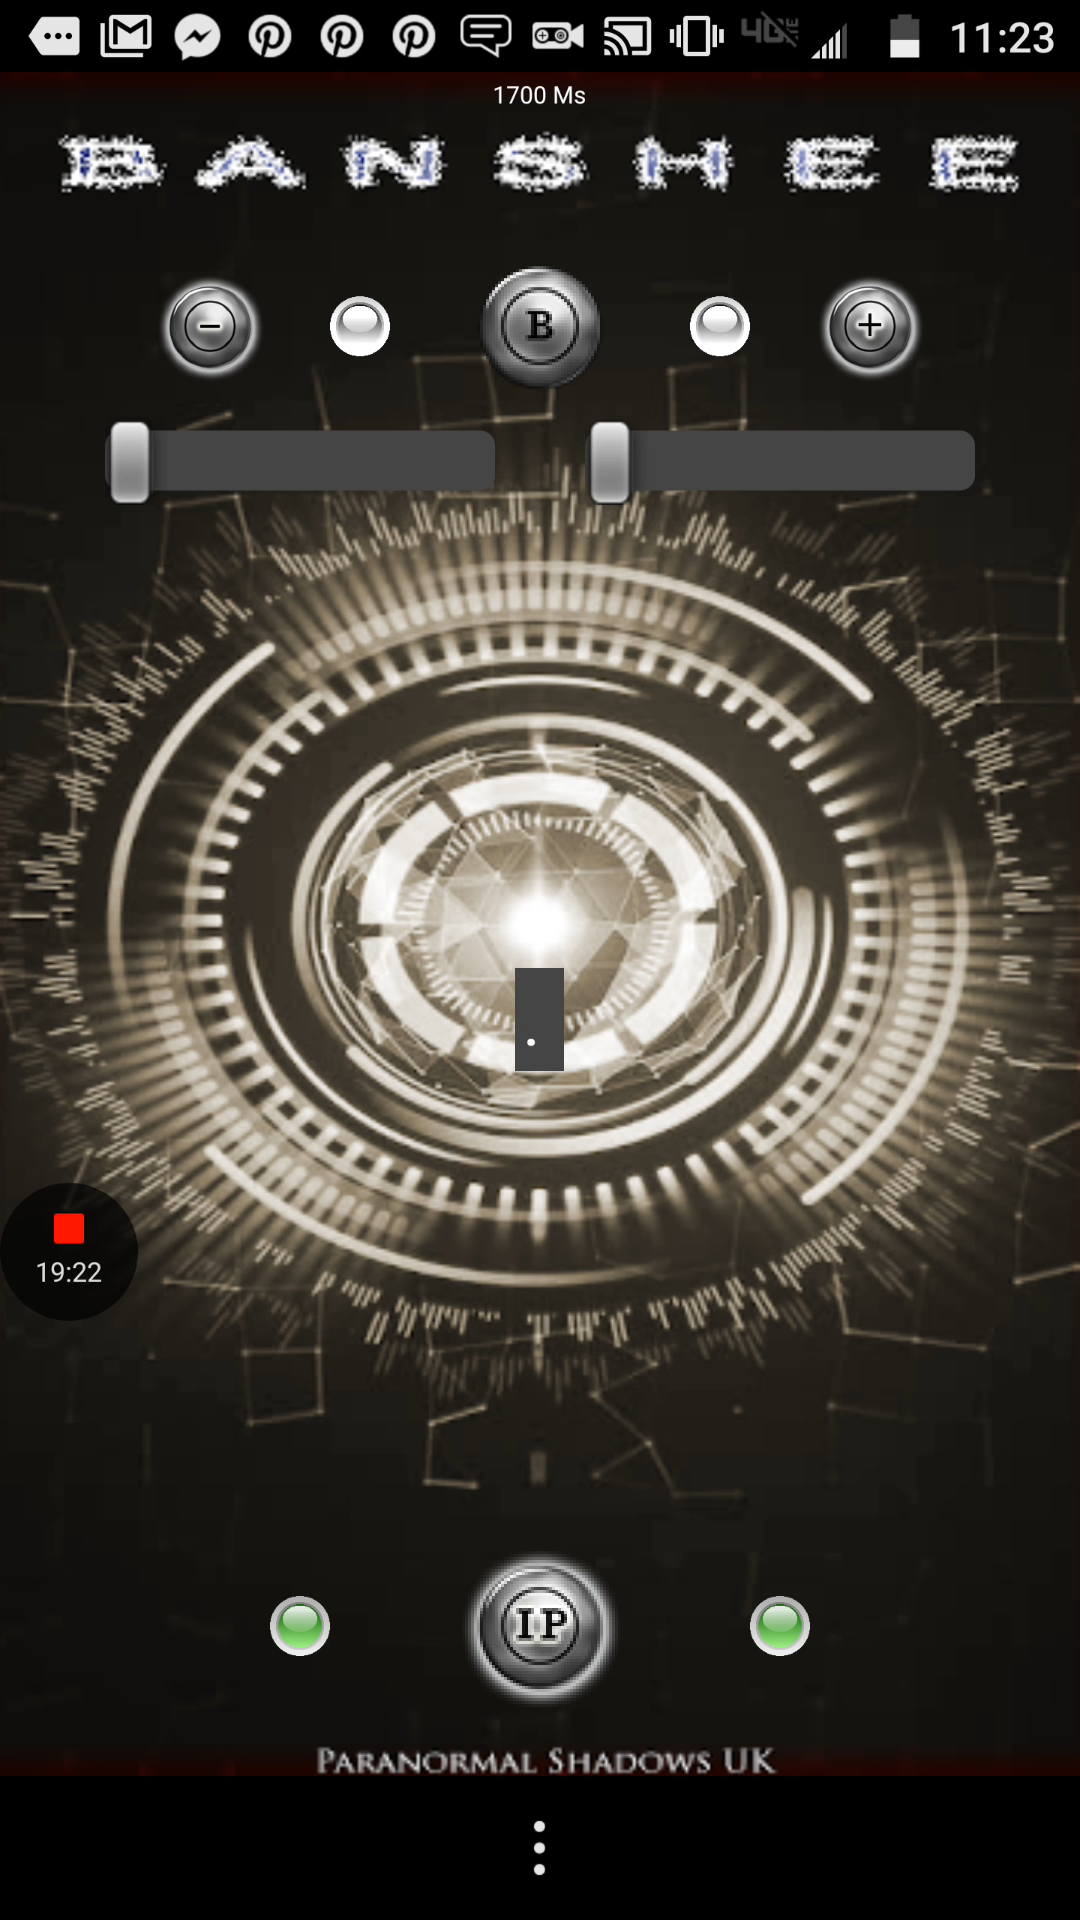 11:23
1700 Ms
BANSHEE
− B +
19:22
IP
PARANORMAL SHADOWS UK